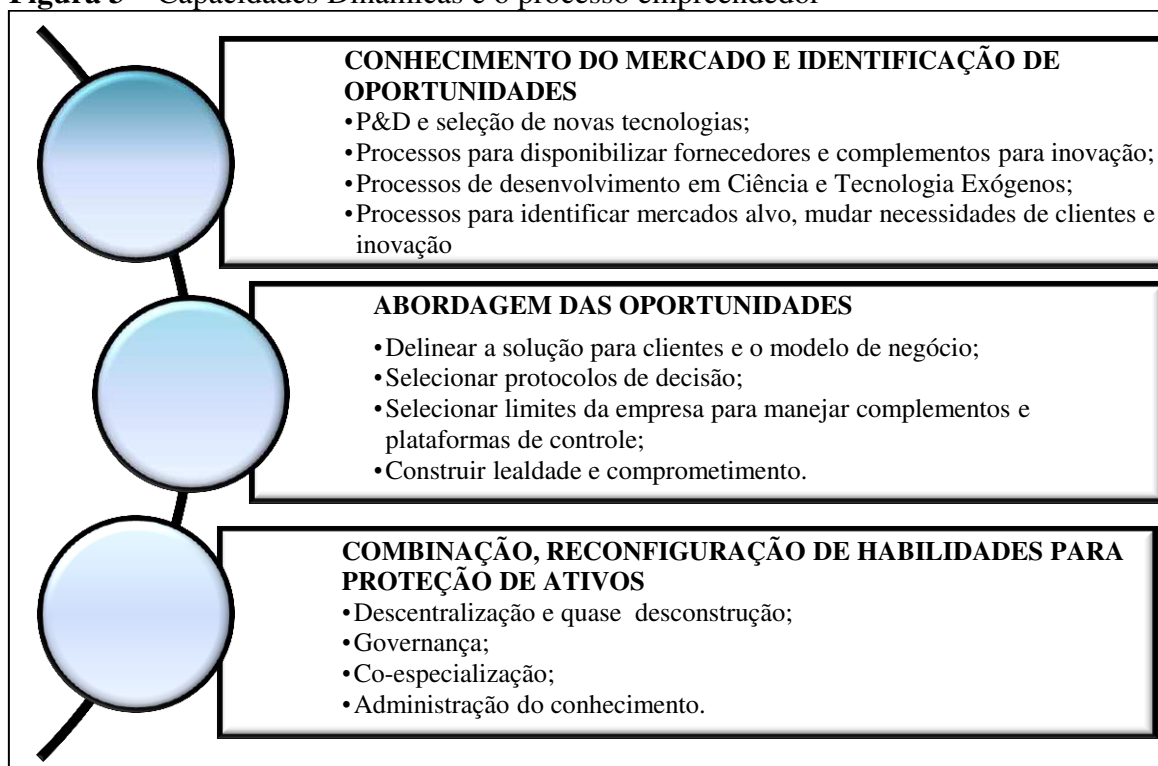 Figura 3 – Capacidades Dinâmicas e o processo empreendedor
CONHECIMENTO DO MERCADO E IDENTIFICAÇÃO DE
OPORTUNIDADES
•P&D e seleção de novas tecnologias;
•Processos para disponibilizar fornecedores e complementos para inovação;
•Processos de desenvolvimento em Ciência e Tecnologia Exógenos;
•Processos para identificar mercados alvo, mudar necessidades de clientes e
inovação
ABORDAGEM DAS OPORTUNIDADES
•Delinear a solução para clientes e o modelo de negócio;
•Selecionar protocolos de decisão;
•Selecionar limites da empresa para manejar complementos e
plataformas de controle;
•Construir lealdade e comprometimento.
COMBINAÇÃO, RECONFIGURAÇÃO DE HABILIDADES PARA
PROTEÇÃO DE ATIVOS
•Descentralização e quase desconstrução;
•Governança;
•Co-especialização;
•Administração do conhecimento.